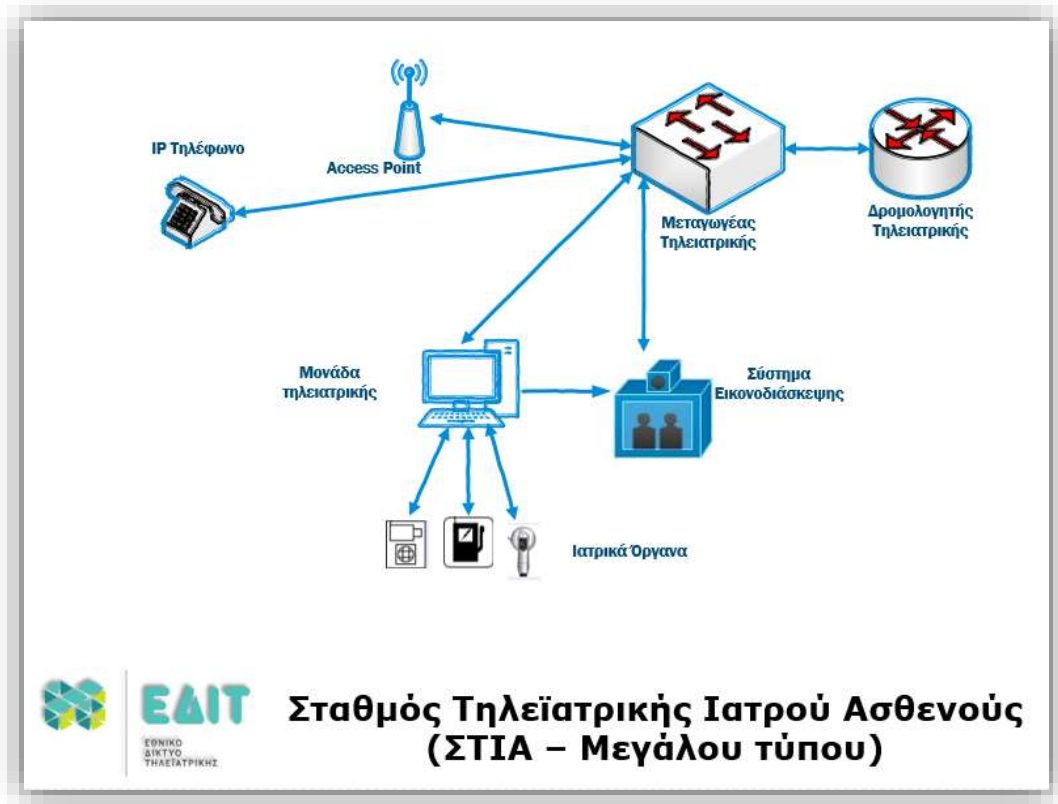 IP Τηλέφωνο
Access Point
Μεταγωγέας
Τηλειατρικής
Δρομολογητής
Τηλειατρικής
Μονάδα
τηλειατρικής
Σύστημα
Εικονοδιάσκεψης
Ιατρικά Όργανα
ΕΔΙΤ
ΕΘΝΙΚΟ
ΔΙΚΤΥΟ
ΤΗΛΕΪΑΤΡΙΚΗΣ
Σταθμός Τηλεϊατρικής Ιατρού Ασθενούς
(ΣΤΙΑ – Μεγάλου τύπου)